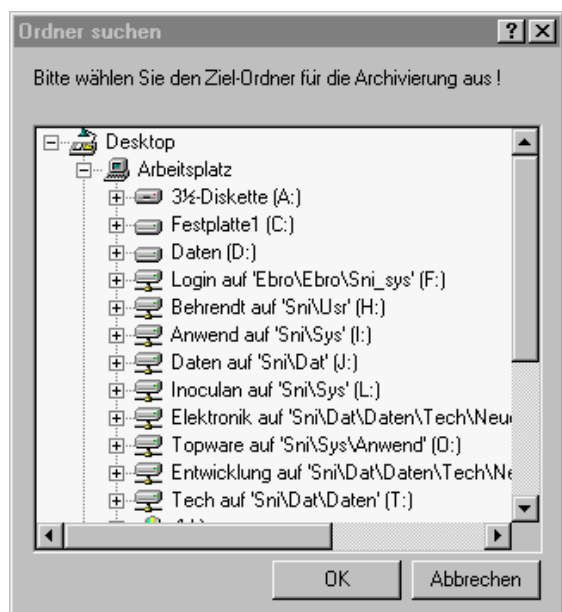 Ordner suchen
Bitte wählen Sie den Ziel-Ordner für die Archivierung aus !
Desktop
Arbeitsplatz
3½-Diskette (A:)
Festplatte1 (C:)
Daten (D:)
Login auf 'Ebro\Ebro\Sni_sys' (F:)
Behrendt auf 'Sni\Usr' (H:)
Anwend auf 'Sni\Sys' (I:)
Daten auf 'Sni\Dat' (J:)
Inoculan auf 'Sni\Sys' (L:)
Elektronik auf 'Sni\Dat\Daten\Tech\Neu
Topware auf 'Sni\Sys\Anwend' (O:)
Entwicklung auf 'Sni\Dat\Daten\Tech\Ne
Tech auf 'Sni\Dat\Daten' (T:)
OK Abbrechen